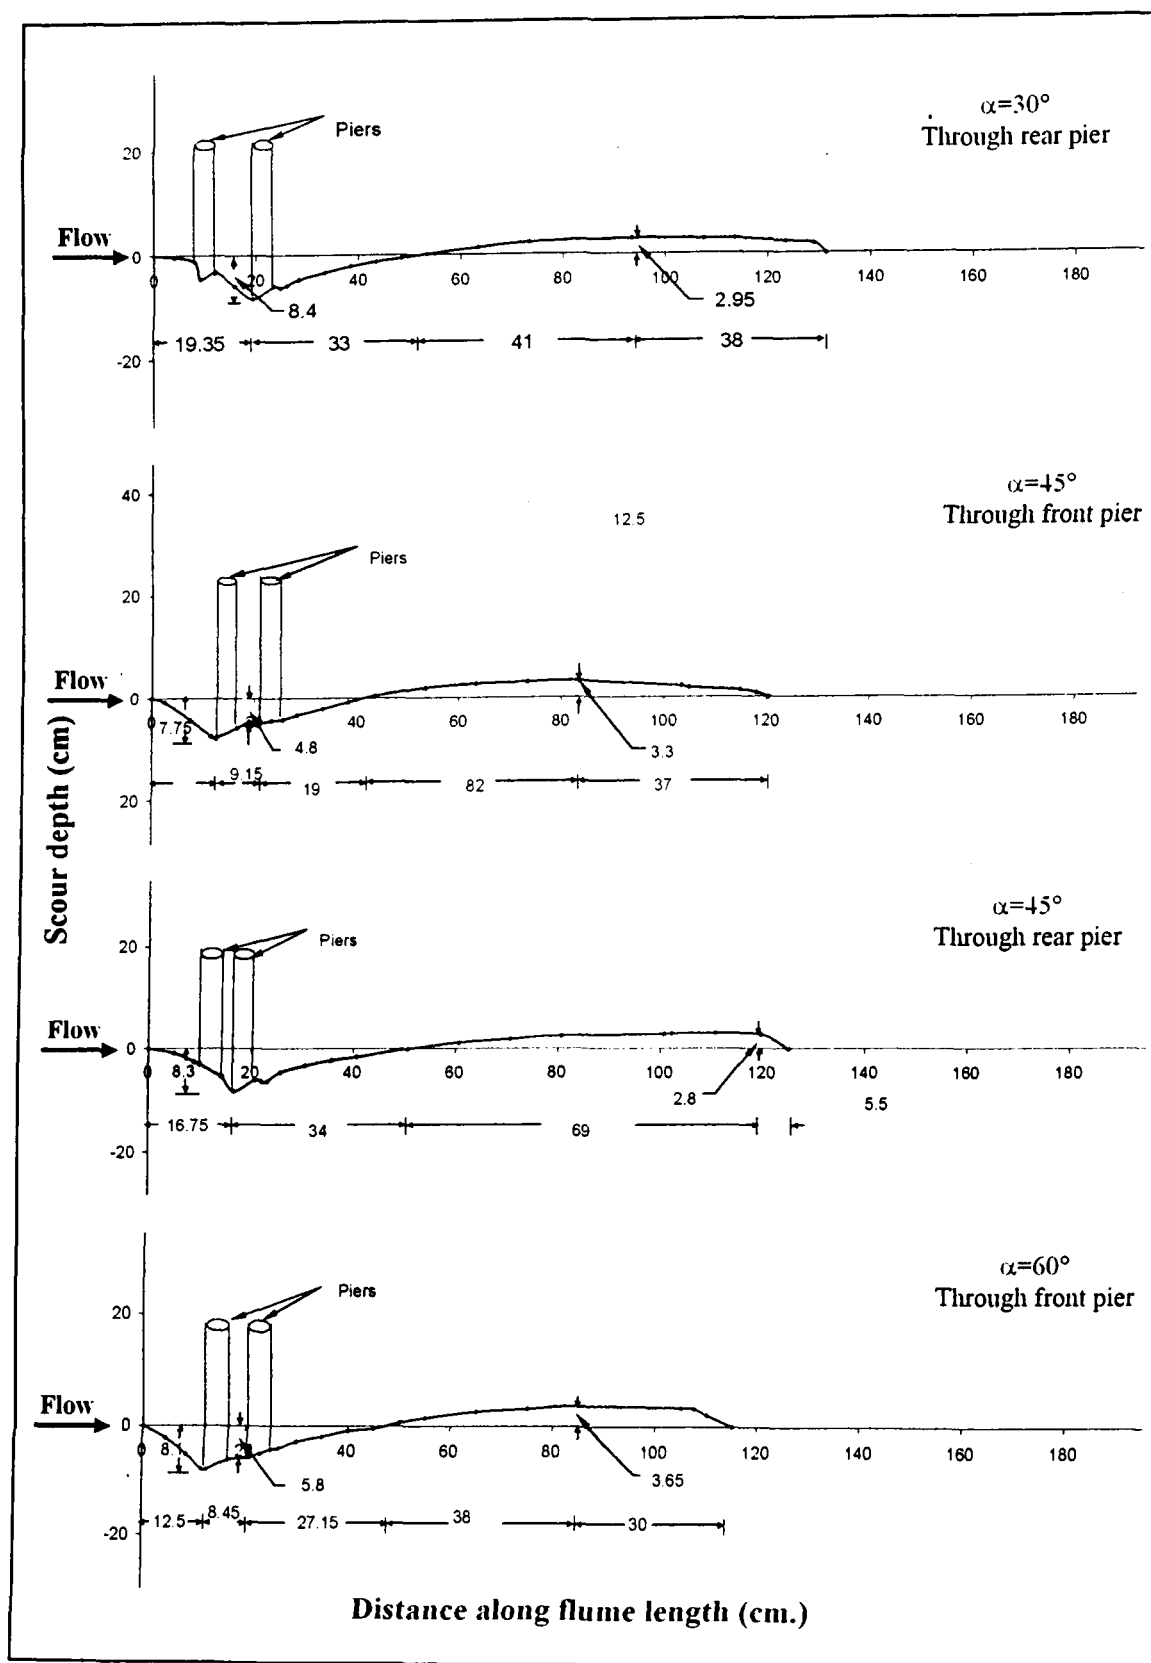 α=30°
Through rear pier
Piers
20
Flow
0
0 20 40 60 80 100 120 140 160 180
8.4
2.95
19.35 33 41 38
-20
α=45°
Through front pier
40
12.5
Piers
20
Flow
0
0 40 60 80 100 120 140 160 180
7.75
4.8
3.3
9.15
19 82 37
20
α=45°
Through rear pier
Piers
20
Flow
0
0 20 40 60 80 100 120 140 160 180
8.3
2.8
5.5
16.75 34 69
-20
α=60°
Through front pier
Piers
20
Flow
0
0 40 60 80 100 120 140 160 180
5.8
3.65
12.5 8.45 27.15 38 30
-20
Scour depth (cm)
Distance along flume length (cm.)